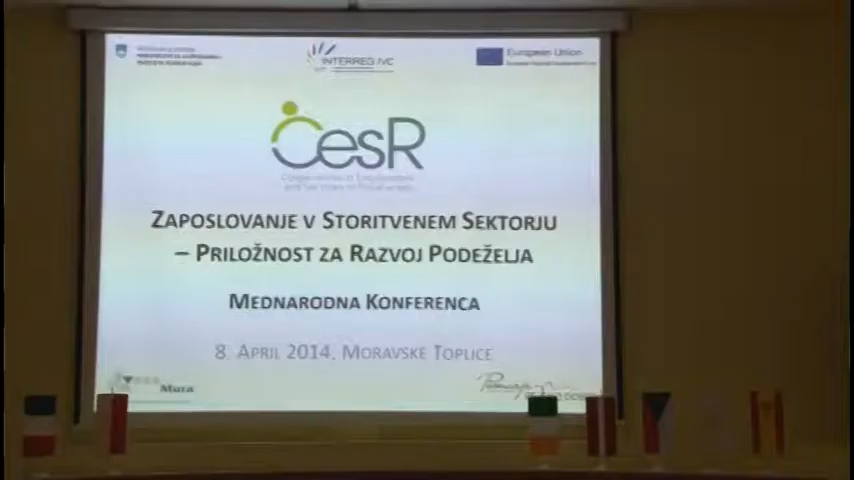 INTERREG IVC
European Union
CesR
ZAPOSLOVANJE V STORITVENEM SEKTORJU
– PRILOŽNOST ZA RAZVOJ PODEŽELJA
MEDNARODNA KONFERENCA
8. APRIL 2014, MORAVSKE TOPLICE
Mura